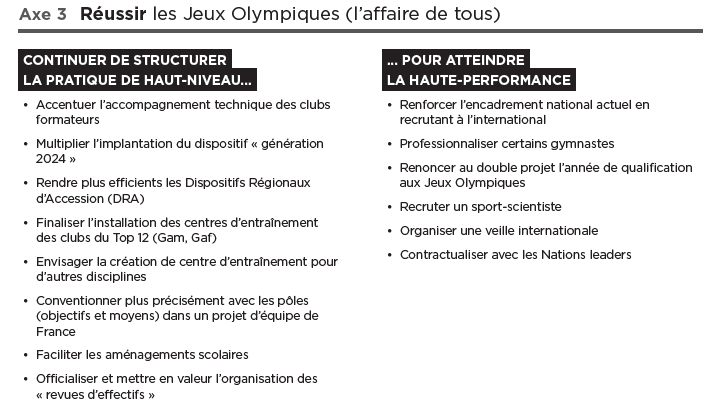 Axe 3 Réussir les Jeux Olympiques (l'affaire de tous)
CONTINUER DE STRUCTURER
LA PRATIQUE DE HAUT-NIVEAU...
• Accentuer l'accompagnement technique des clubs
formateurs
• Multiplier l'implantation du dispositif « génération
2024 »
• Rendre plus efficients les Dispositifs Régionaux
d'Accession (DRA)
• Finaliser l'installation des centres d'entraînement
des clubs du Top 12 (Gam, Gaf)
• Envisager la création de centre d'entraînement pour
d'autres disciplines
• Conventionner plus précisément avec les pôles
(objectifs et moyens) dans un projet d'équipe de
France
• Faciliter les aménagements scolaires
• Officialiser et mettre en valeur l'organisation des
« revues d'effectifs »
... POUR ATTEINDRE
LA HAUTE-PERFORMANCE
• Renforcer l'encadrement national actuel en
recrutant à l'international
• Professionnaliser certains gymnastes
• Renoncer au double projet l'année de qualification
aux Jeux Olympiques
• Recruter un sport-scientiste
• Organiser une veille internationale
• Contractualiser avec les Nations leaders